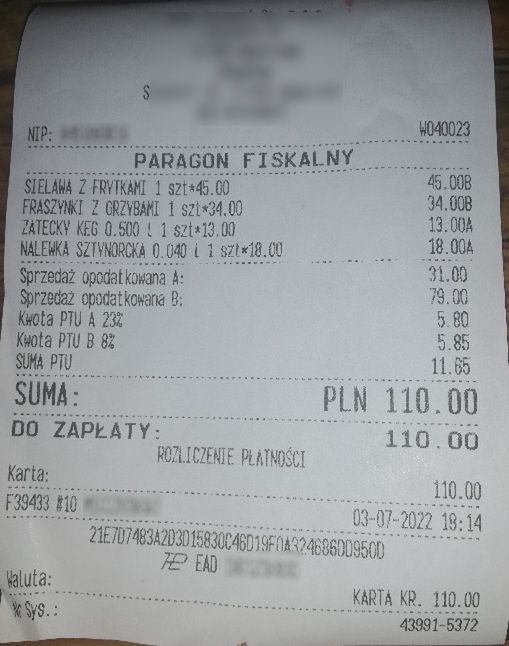 S
NIP: W040023
PARAGON FISKALNY
SIELAWA Z FRYTKAMI 1 szt*45.00 45.00B
FRASZYNKI Z GRZYBAMI 1 szt*34.00 34.00B
ZATECKY KEG 0.500 l 1 szt*13.00 13.00A
NALEWKA SZTYNORCKA 0.040 l 1 szt*18.00 18.00A
Sprzedaż opodatkowana A: 31.00
Sprzedaż opodatkowana B: 79.00
Kwota PTU A 23% 5.80
Kwota PTU B 8% 5.85
SUMA PTU 11.65
SUMA: PLN 110.00
DO ZAPŁATY: 110.00
ROZLICZENIE PŁATNOŚCI
Karta: 110.00
F39433 #10 03-07-2022 18:14
21E7D7483A2D3D15830C46D19F0A324686DD950D
EAD
Waluta: KARTA KR. 110.00
Nr Sys.: 43991-5372